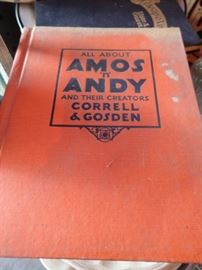 ALL ABOUT
AMOS
'N'
ANDY
AND THEIR CREATORS
CORRELL
& GOSDEN